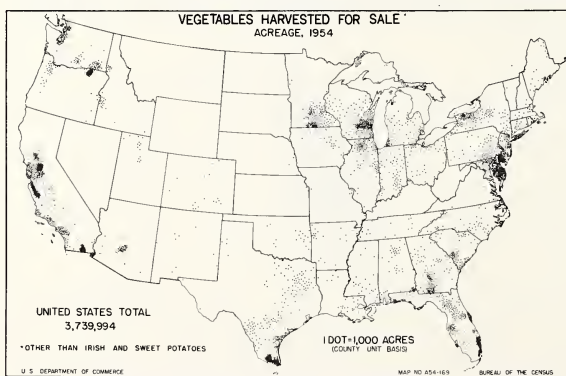 VEGETABLES HARVESTED FOR SALE*
ACREAGE, 1954
UNITED STATES TOTAL
3,739,994
*OTHER THAN IRISH AND SWEET POTATOES
1 DOT=1,000 ACRES
(COUNTY UNIT BASIS)
U S DEPARTMENT OF COMMERCE
MAP NO A54-169
BUREAU OF THE CENSUS